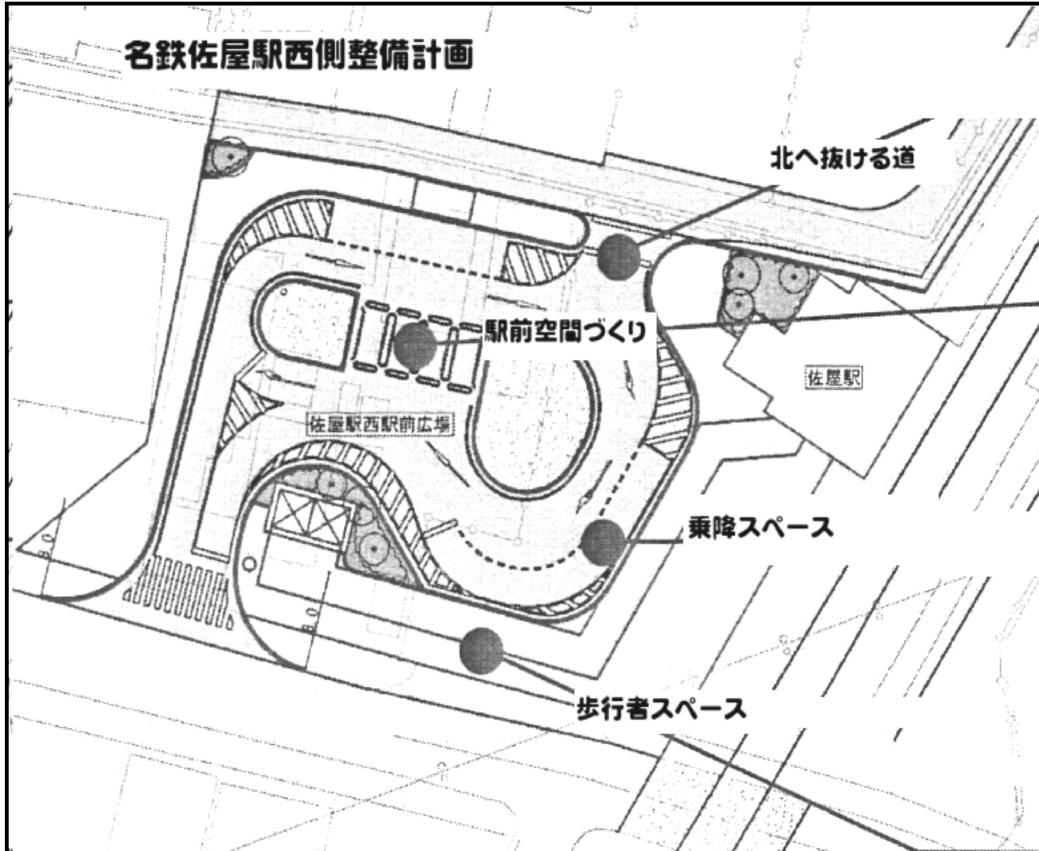 名鉄佐屋駅西側整備計画
北へ抜ける道
駅前空間づくり
佐屋駅
佐屋駅西駅前広場
乗降スペース
歩行者スペース